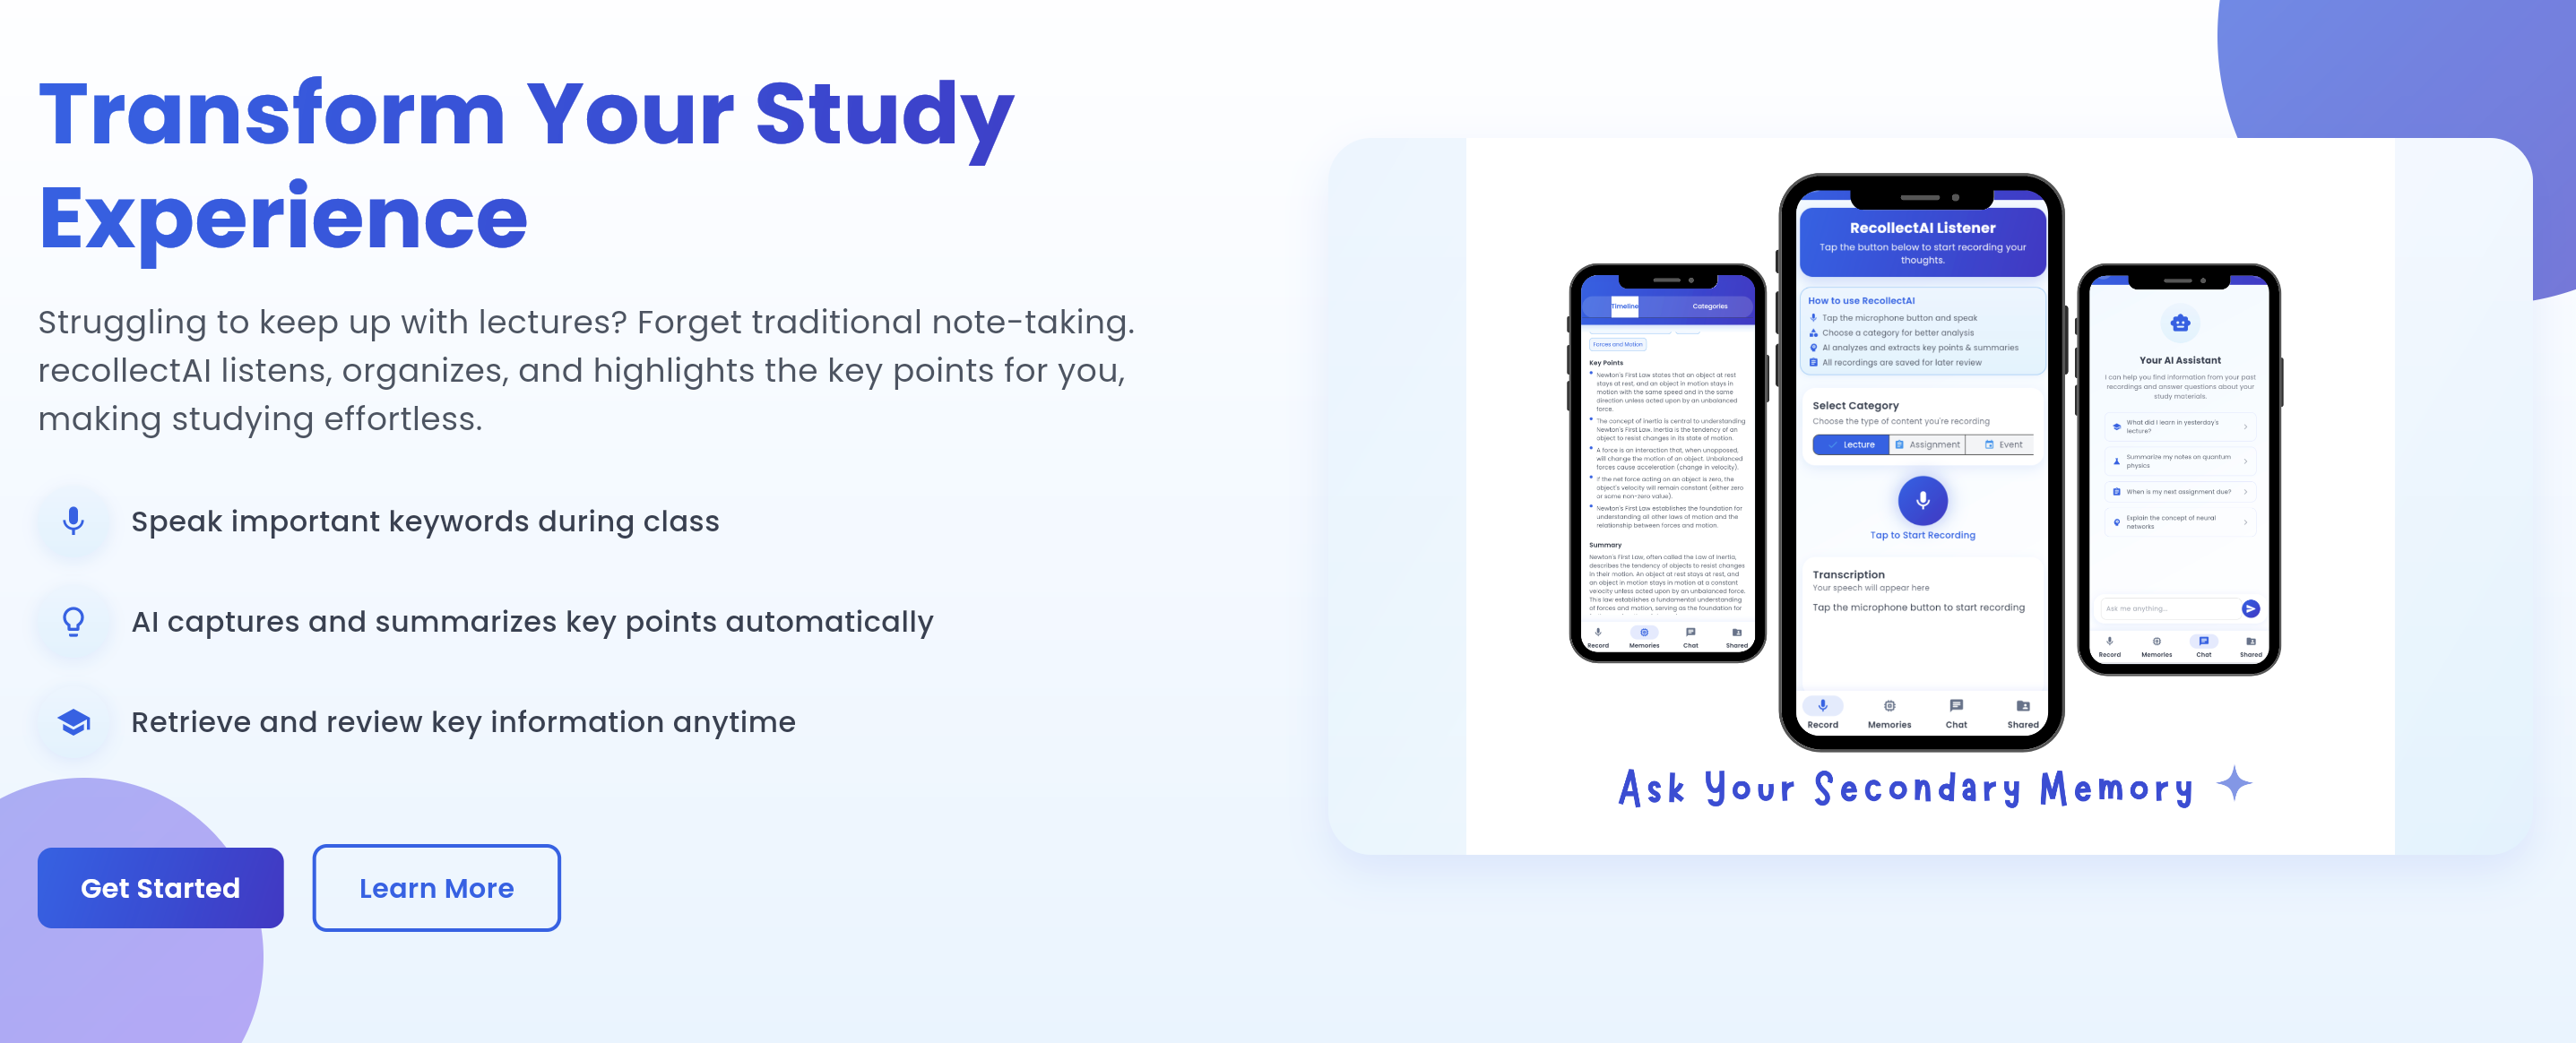 Transform Your Study
Experience
Struggling to keep up with lectures? Forget traditional note-taking.
recollectAI listens, organizes, and highlights the key points for you,
making studying effortless.
Speak important keywords during class
AI captures and summarizes key points automatically
Retrieve and review key information anytime
Get Started
Learn More
Timeline
Categories
Forces and Motion
Key Points
Newton's First Law states that an object at rest
stays at rest, and an object in motion stays in
motion with the same speed and in the same
direction unless acted upon by an unbalanced
force.
The concept of inertia is central to understanding
Newton's First Law. Inertia is the tendency of an
object to resist changes in its state of motion.
A force is an interaction that, when unopposed,
will change the motion of an object. Unbalanced
forces cause acceleration (change in velocity).
If the net force acting on an object is zero, the
object's velocity will remain constant (either zero
or some non-zero value).
Newton's First Law establishes the foundation for
understanding all other laws of motion and the
relationship between forces and motion.
Summary
Newton's First Law, often called the Law of Inertia,
describes the tendency of objects to resist changes
in their motion. An object at rest stays at rest, and
an object in motion stays in motion at a constant
velocity unless acted upon by an unbalanced force.
This law establishes a fundamental understanding
of forces and motion, serving as the foundation for
Record
Memories
Chat
Shared
RecollectAI Listener
Tap the button below to start recording your
thoughts.
How to use RecollectAI
Tap the microphone button and speak
Choose a category for better analysis
AI analyzes and extracts key points & summaries
All recordings are saved for later review
Select Category
Choose the type of content you're recording
Lecture
Assignment
Event
Tap to Start Recording
Transcription
Your speech will appear here
Tap the microphone button to start recording
Record
Memories
Chat
Shared
Your AI Assistant
I can help you find information from your past
recordings and answer questions about your
study materials.
What did I learn in yesterday's
lecture?
Summarize my notes on quantum
physics
When is my next assignment due?
Explain the concept of neural
networks
Ask me anything...
Record
Memories
Chat
Shared
Ask Your Secondary Memory